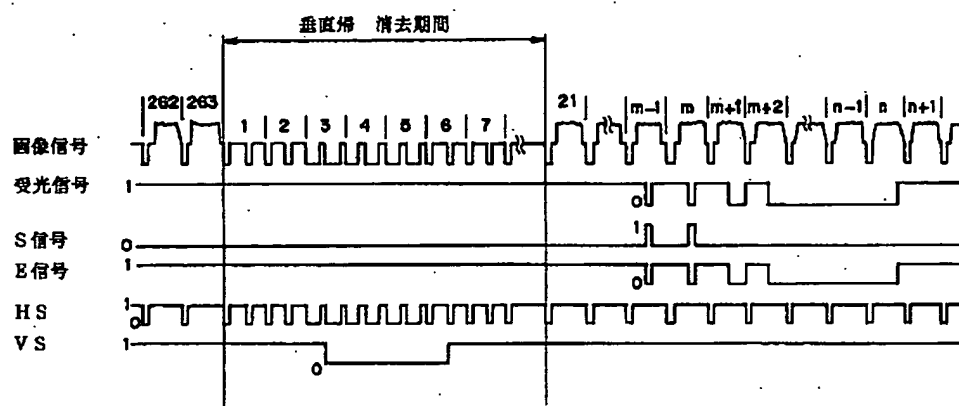 垂直帰 消去期間
262 263 1 2 3 4 5 6 7 21 m-1 m m+1 m+2 n-1 n n+1
画像信号
受光信号 1 0
S信号 0 1
E信号 1 0
HS 1 0
VS 1 0